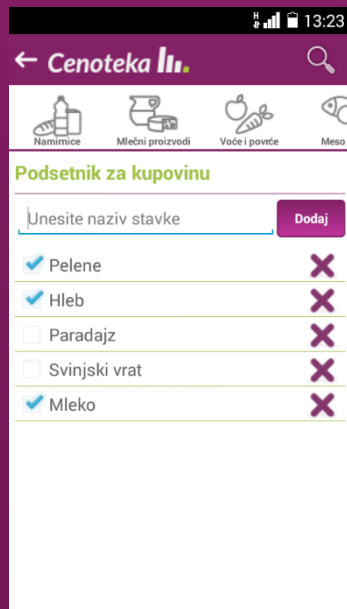 H 13:23
Cenoteka
Namirnice Mlečni proizvodi Voće i povrće Meso
Podsetnik za kupovinu
Unesite naziv stavke Dodaj
Pelene
Hleb
Paradajz
Svinjski vrat
Mleko